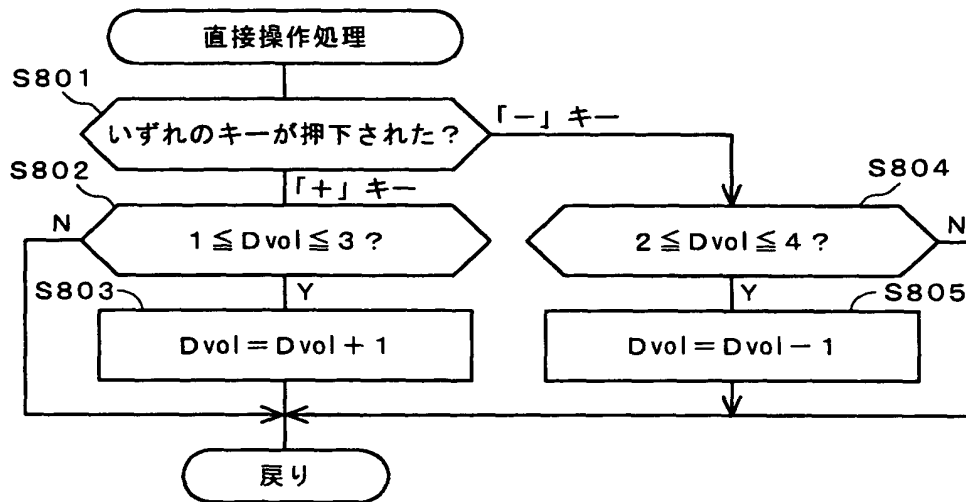 直接操作処理
S801
いずれのキーが押下された?
「－」キー
「＋」キー
S802
N
1≦Dvol≦3?
Y
S803
Dvol=Dvol+1
S804
N
2≦Dvol≦4?
Y
S805
Dvol=Dvol－1
戻り